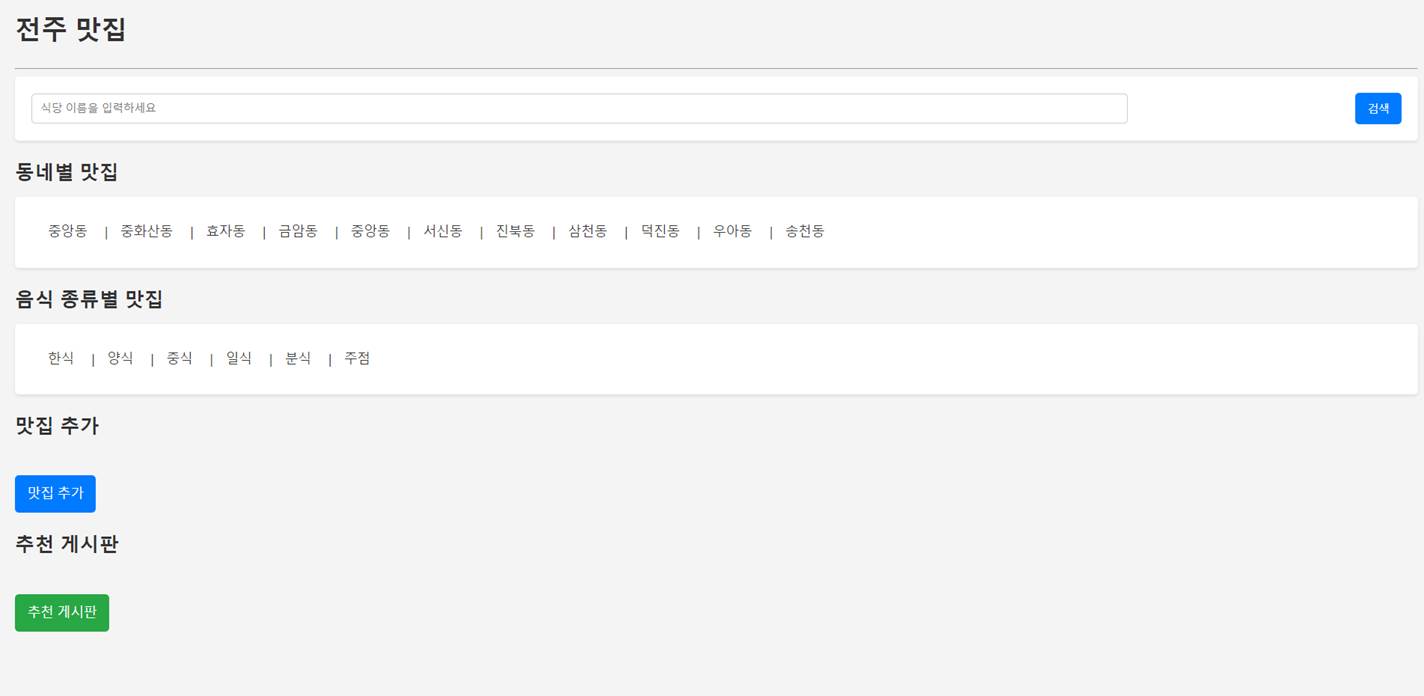 전주 맛집
식당 이름을 입력하세요 검색
동네별 맛집
중앙동 | 중화산동 | 효자동 | 금암동 | 중앙동 | 서신동 | 진북동 | 삼천동 | 덕진동 | 우아동 | 송천동
음식 종류별 맛집
한식 | 양식 | 중식 | 일식 | 분식 | 주점
맛집 추가
맛집 추가
추천 게시판
추천 게시판